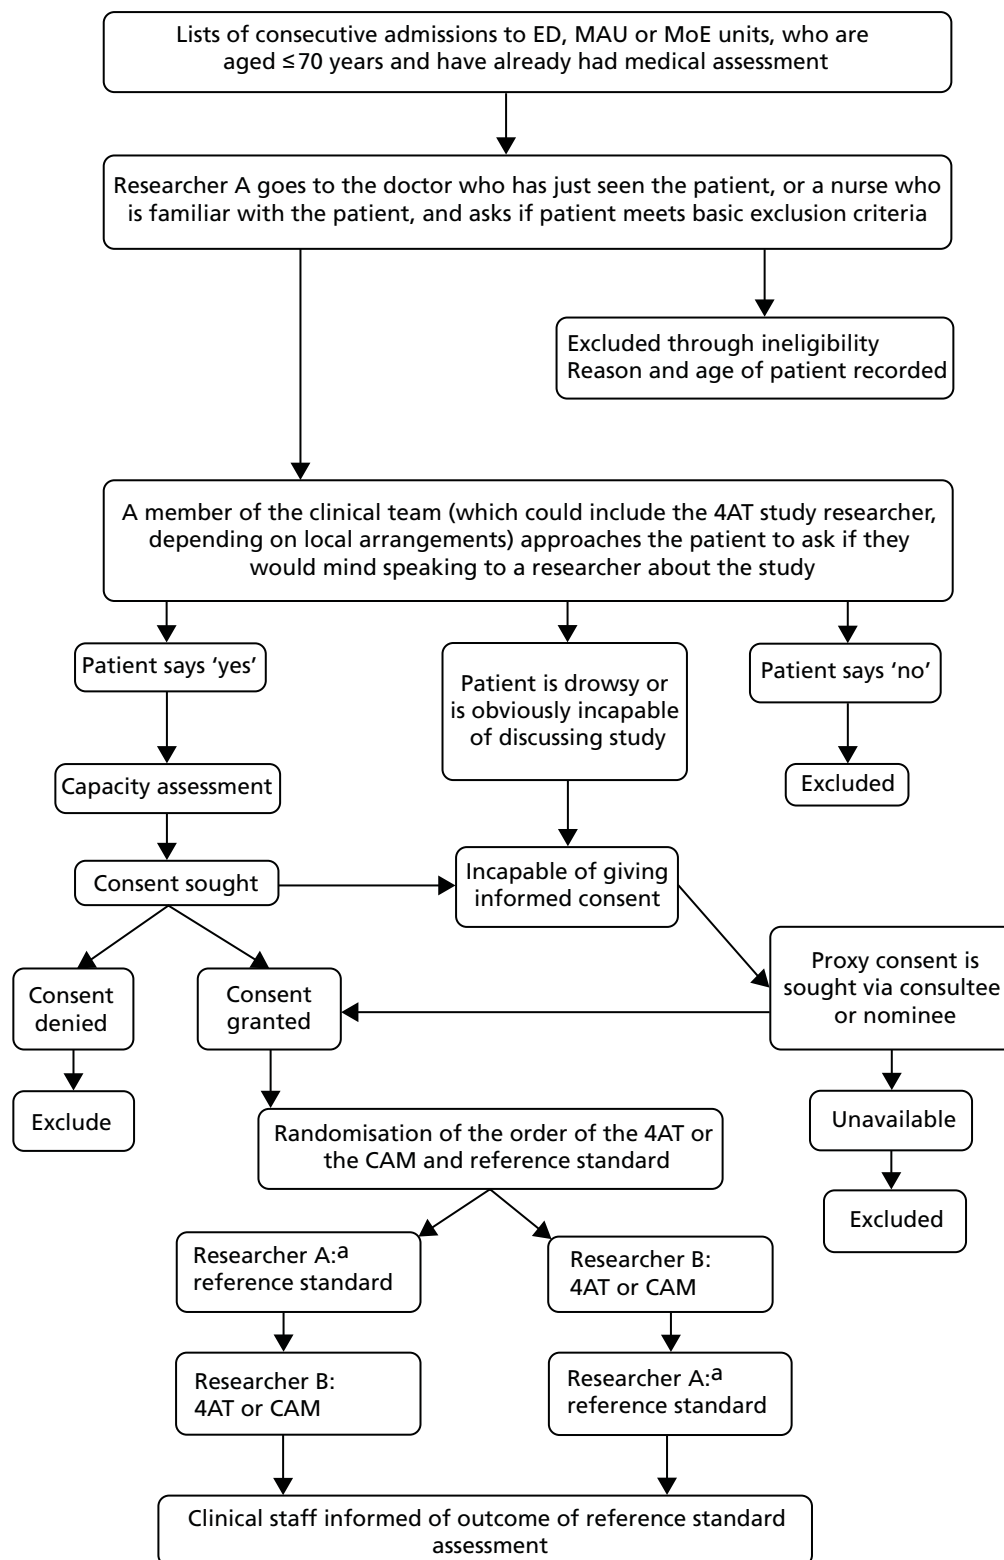 Lists of consecutive admissions to ED, MAU or MoE units, who are
aged ≤70 years and have already had medical assessment
Researcher A goes to the doctor who has just seen the patient, or a nurse who
is familiar with the patient, and asks if patient meets basic exclusion criteria
Excluded through ineligibility
Reason and age of patient recorded
A member of the clinical team (which could include the 4AT study researcher,
depending on local arrangements) approaches the patient to ask if they
would mind speaking to a researcher about the study
Patient says ‘yes’
Patient is drowsy or
is obviously incapable
of discussing study
Patient says ‘no’
Capacity assessment
Excluded
Consent sought
Incapable of giving
informed consent
Proxy consent is
sought via consultee
or nominee
Consent
denied
Consent
granted
Exclude
Unavailable
Excluded
Randomisation of the order of the 4AT or
the CAM and reference standard
Researcher A:a
reference standard
Researcher B:
4AT or CAM
Researcher B:
4AT or CAM
Researcher A:a
reference standard
Clinical staff informed of outcome of reference standard
assessment